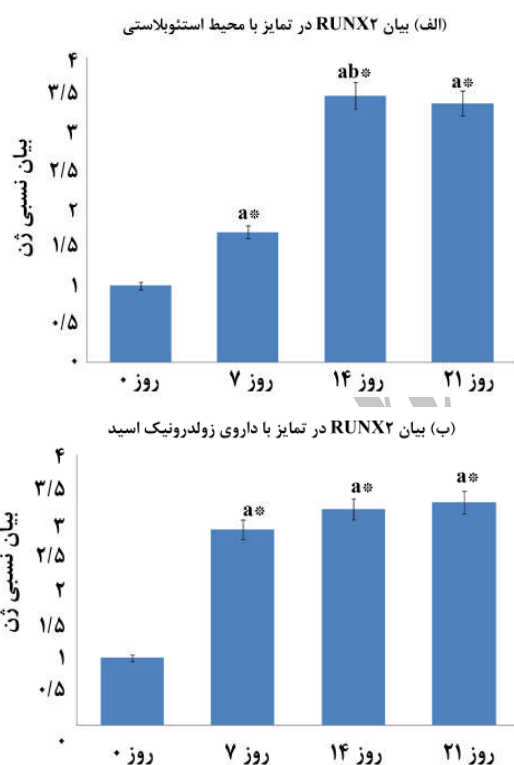 (الف) بیان RUNX۲ در تمایز با محیط استئوبلاستی
بیان نسبی ژن
۴
۳/۵
۳
۲/۵
۲
۱/۵
۱
۰/۵
۰
a*
ab*
a*
روز ۰
روز ۷
روز ۱۴
روز ۲۱
(ب) بیان RUNX۲ در تمایز با داروی زولدرونیک اسید
بیان نسبی ژن
۴
۳/۵
۳
۲/۵
۲
۱/۵
۱
۰/۵
۰
a*
a*
a*
روز ۰
روز ۷
روز ۱۴
روز ۲۱